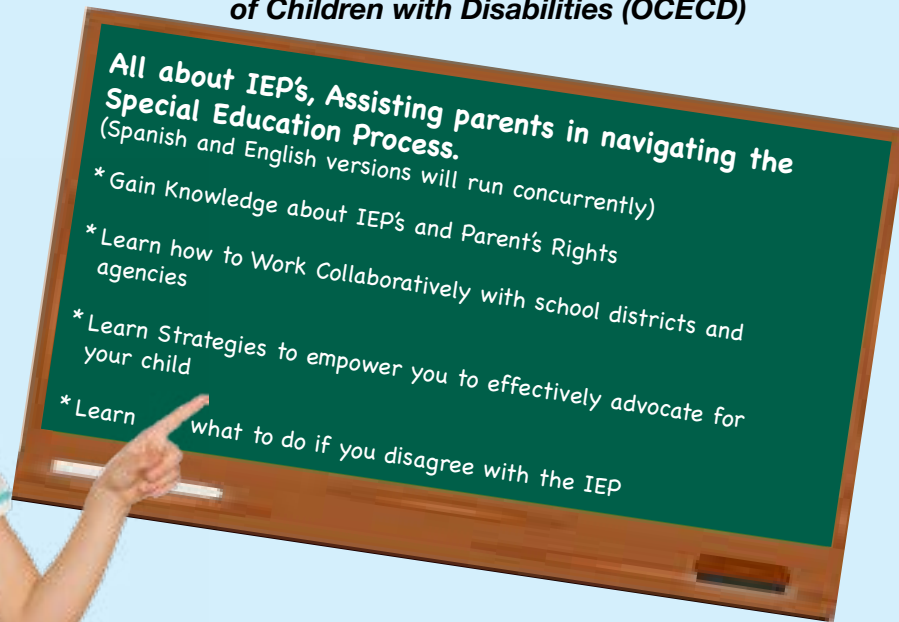 of Children with Disabilities (OCECD)
All about IEP's, Assisting parents in navigating the
Special Education Process.
(Spanish and English versions will run concurrently)
* Gain Knowledge about IEP's and Parent's Rights
* Learn how to Work Collaboratively with school districts and
agencies
* Learn Strategies to empower you to effectively advocate for
your child
* Learn what to do if you disagree with the IEP